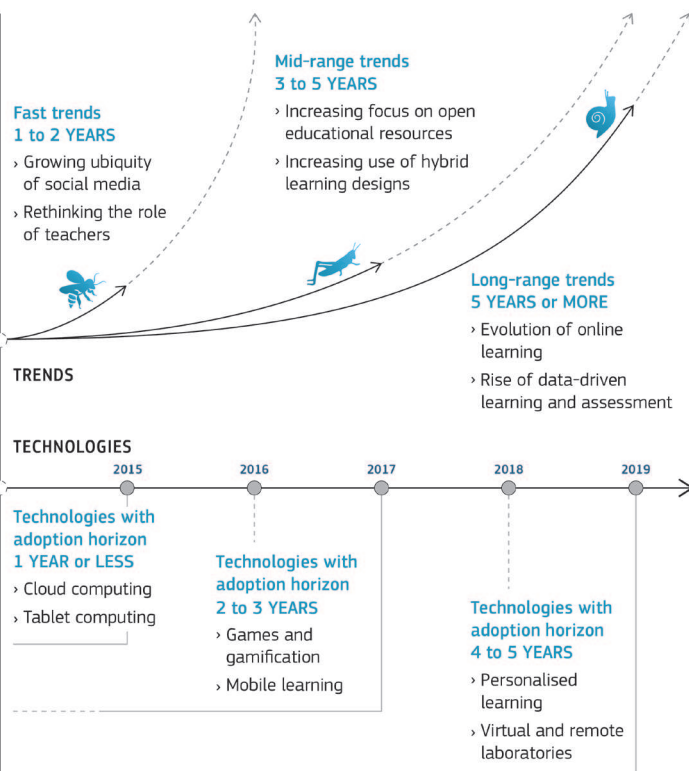 Fast trends
1 to 2 YEARS
› Growing ubiquity
of social media
› Rethinking the role
of teachers
Mid-range trends
3 to 5 YEARS
› Increasing focus on open
educational resources
› Increasing use of hybrid
learning designs
Long-range trends
5 YEARS or MORE
› Evolution of online
learning
› Rise of data-driven
learning and assessment
TRENDS
TECHNOLOGIES
2015 2016 2017 2018 2019
Technologies with
adoption horizon
1 YEAR or LESS
› Cloud computing
› Tablet computing
Technologies with
adoption horizon
2 to 3 YEARS
› Games and
gamification
› Mobile learning
Technologies with
adoption horizon
4 to 5 YEARS
› Personalised
learning
› Virtual and remote
laboratories